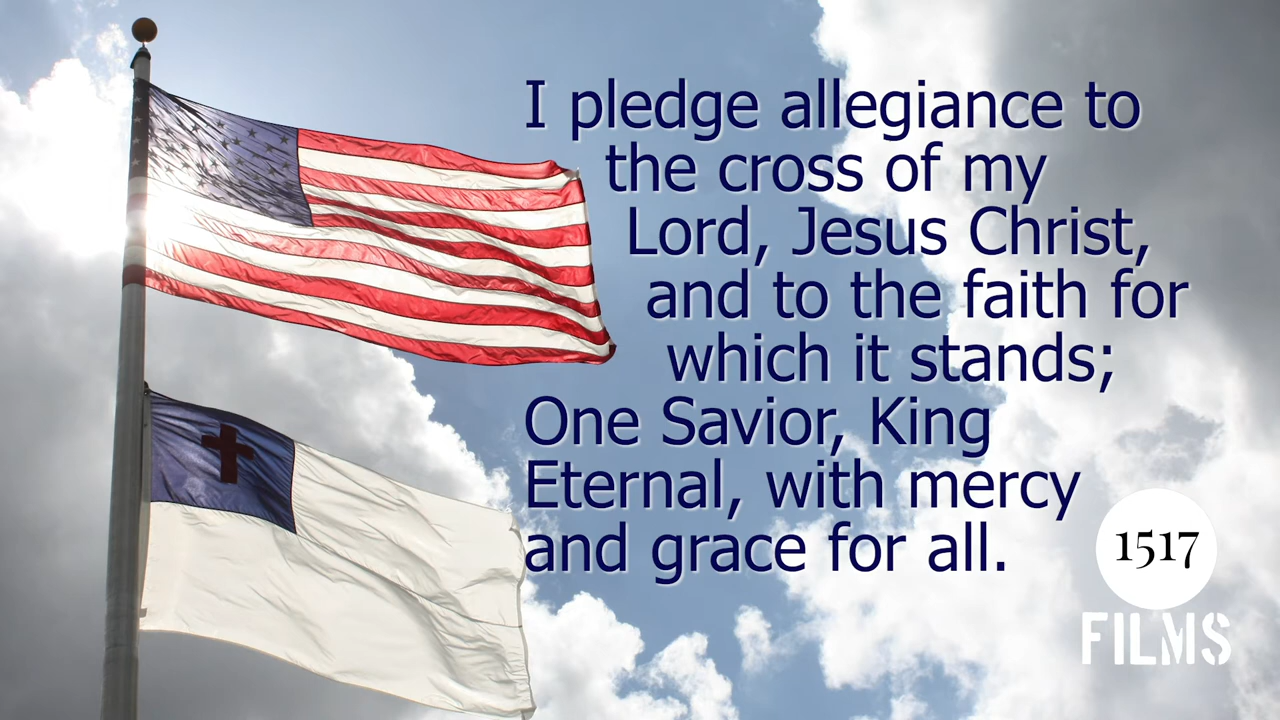 I pledge allegiance to
the cross of my
Lord, Jesus Christ,
and to the faith for
which it stands;
One Savior, King
Eternal, with mercy
and grace for all.
1517
FILMS